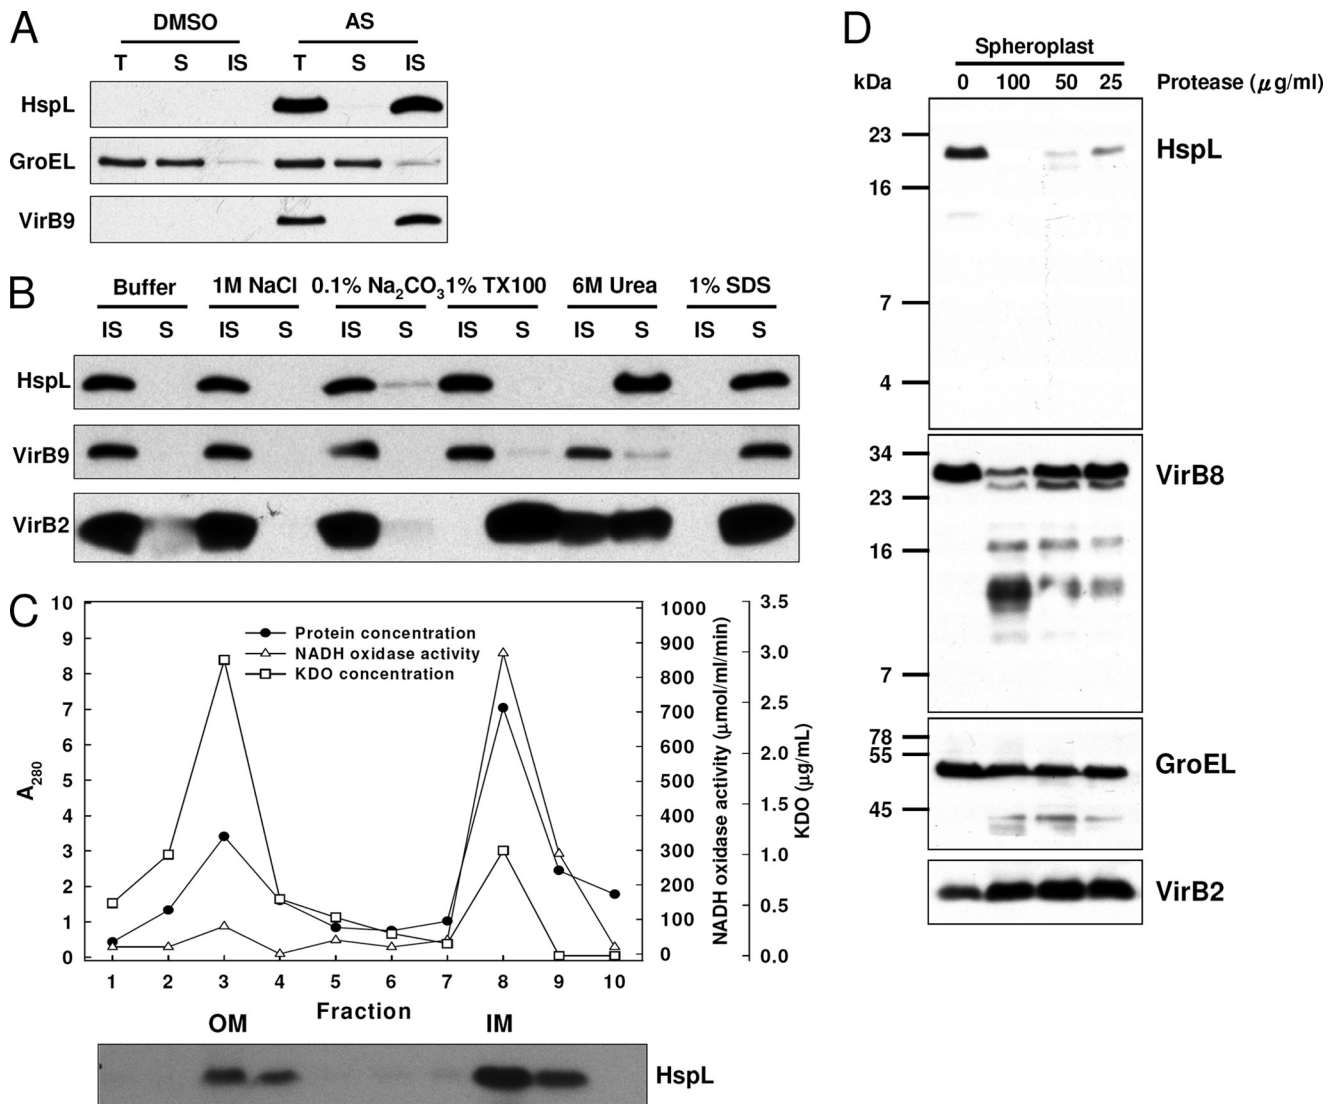 A
DMSO AS
T S IS T S IS
HspL
GroEL
VirB9
B
Buffer 1M NaCl 0.1% Na₂CO₃ 1% TX100 6M Urea 1% SDS
IS S IS S IS S IS S IS S IS S
HspL
VirB9
VirB2
C
Protein concentration
NADH oxidase activity
KDO concentration
10
9
8
7
6
5
4
3
2
1
0
A₂₈₀
1000
900
800
700
600
500
400
300
200
100
0
NADH oxidase activity (μmol/ml/min)
3.5
3.0
2.5
2.0
1.5
1.0
0.5
0.0
KDO (μg/mL)
1 2 3 4 5 6 7 8 9 10
Fraction
OM IM
HspL
D
Spheroplast
kDa 0 100 50 25 Protease (μg/ml)
23
16
7
4
HspL
34
23
16
7
VirB8
78
55
45
GroEL
VirB2